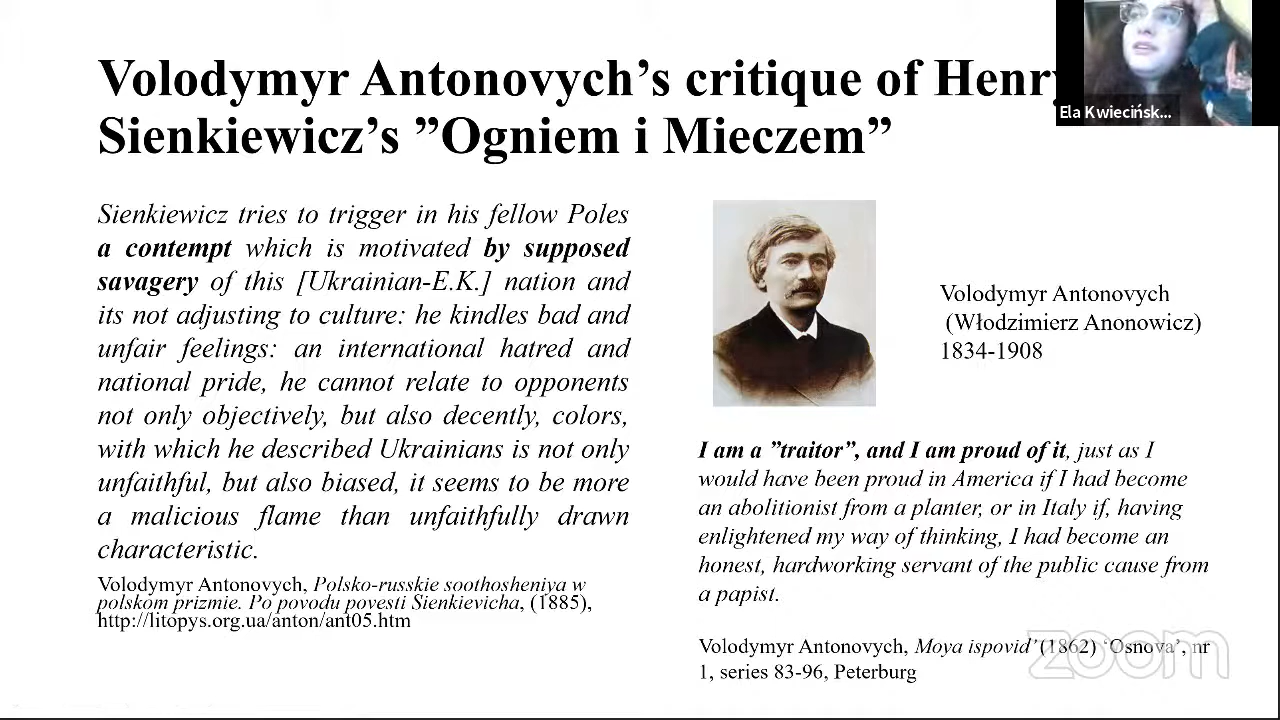 Volodymyr Antonovych’s critique of Henry
Sienkiewicz’s ”Ogniem i Mieczem”
Ela Kwiecińsk...
Sienkiewicz tries to trigger in his fellow Poles
a contempt which is motivated by supposed
savagery of this [Ukrainian-E.K.] nation and
its not adjusting to culture: he kindles bad and
unfair feelings: an international hatred and
national pride, he cannot relate to opponents
not only objectively, but also decently, colors,
with which he described Ukrainians is not only
unfaithful, but also biased, it seems to be more
a malicious flame than unfaithfully drawn
characteristic.
Volodymyr Antonovych, Polsko-russkie soothosheniya w
polskom prizmie. Po povodu povesti Sienkievicha, (1885),
http://litopys.org.ua/anton/ant05.htm
Volodymyr Antonovych
(Włodzimierz Anonowicz)
1834-1908
I am a ”traitor”, and I am proud of it, just as I
would have been proud in America if I had become
an abolitionist from a planter, or in Italy if, having
enlightened my way of thinking, I had become an
honest, hardworking servant of the public cause from
a papist.
Volodymyr Antonovych, Moya ispovid’(1862) ‘Osnova’, nr
1, series 83-96, Peterburg
zoom